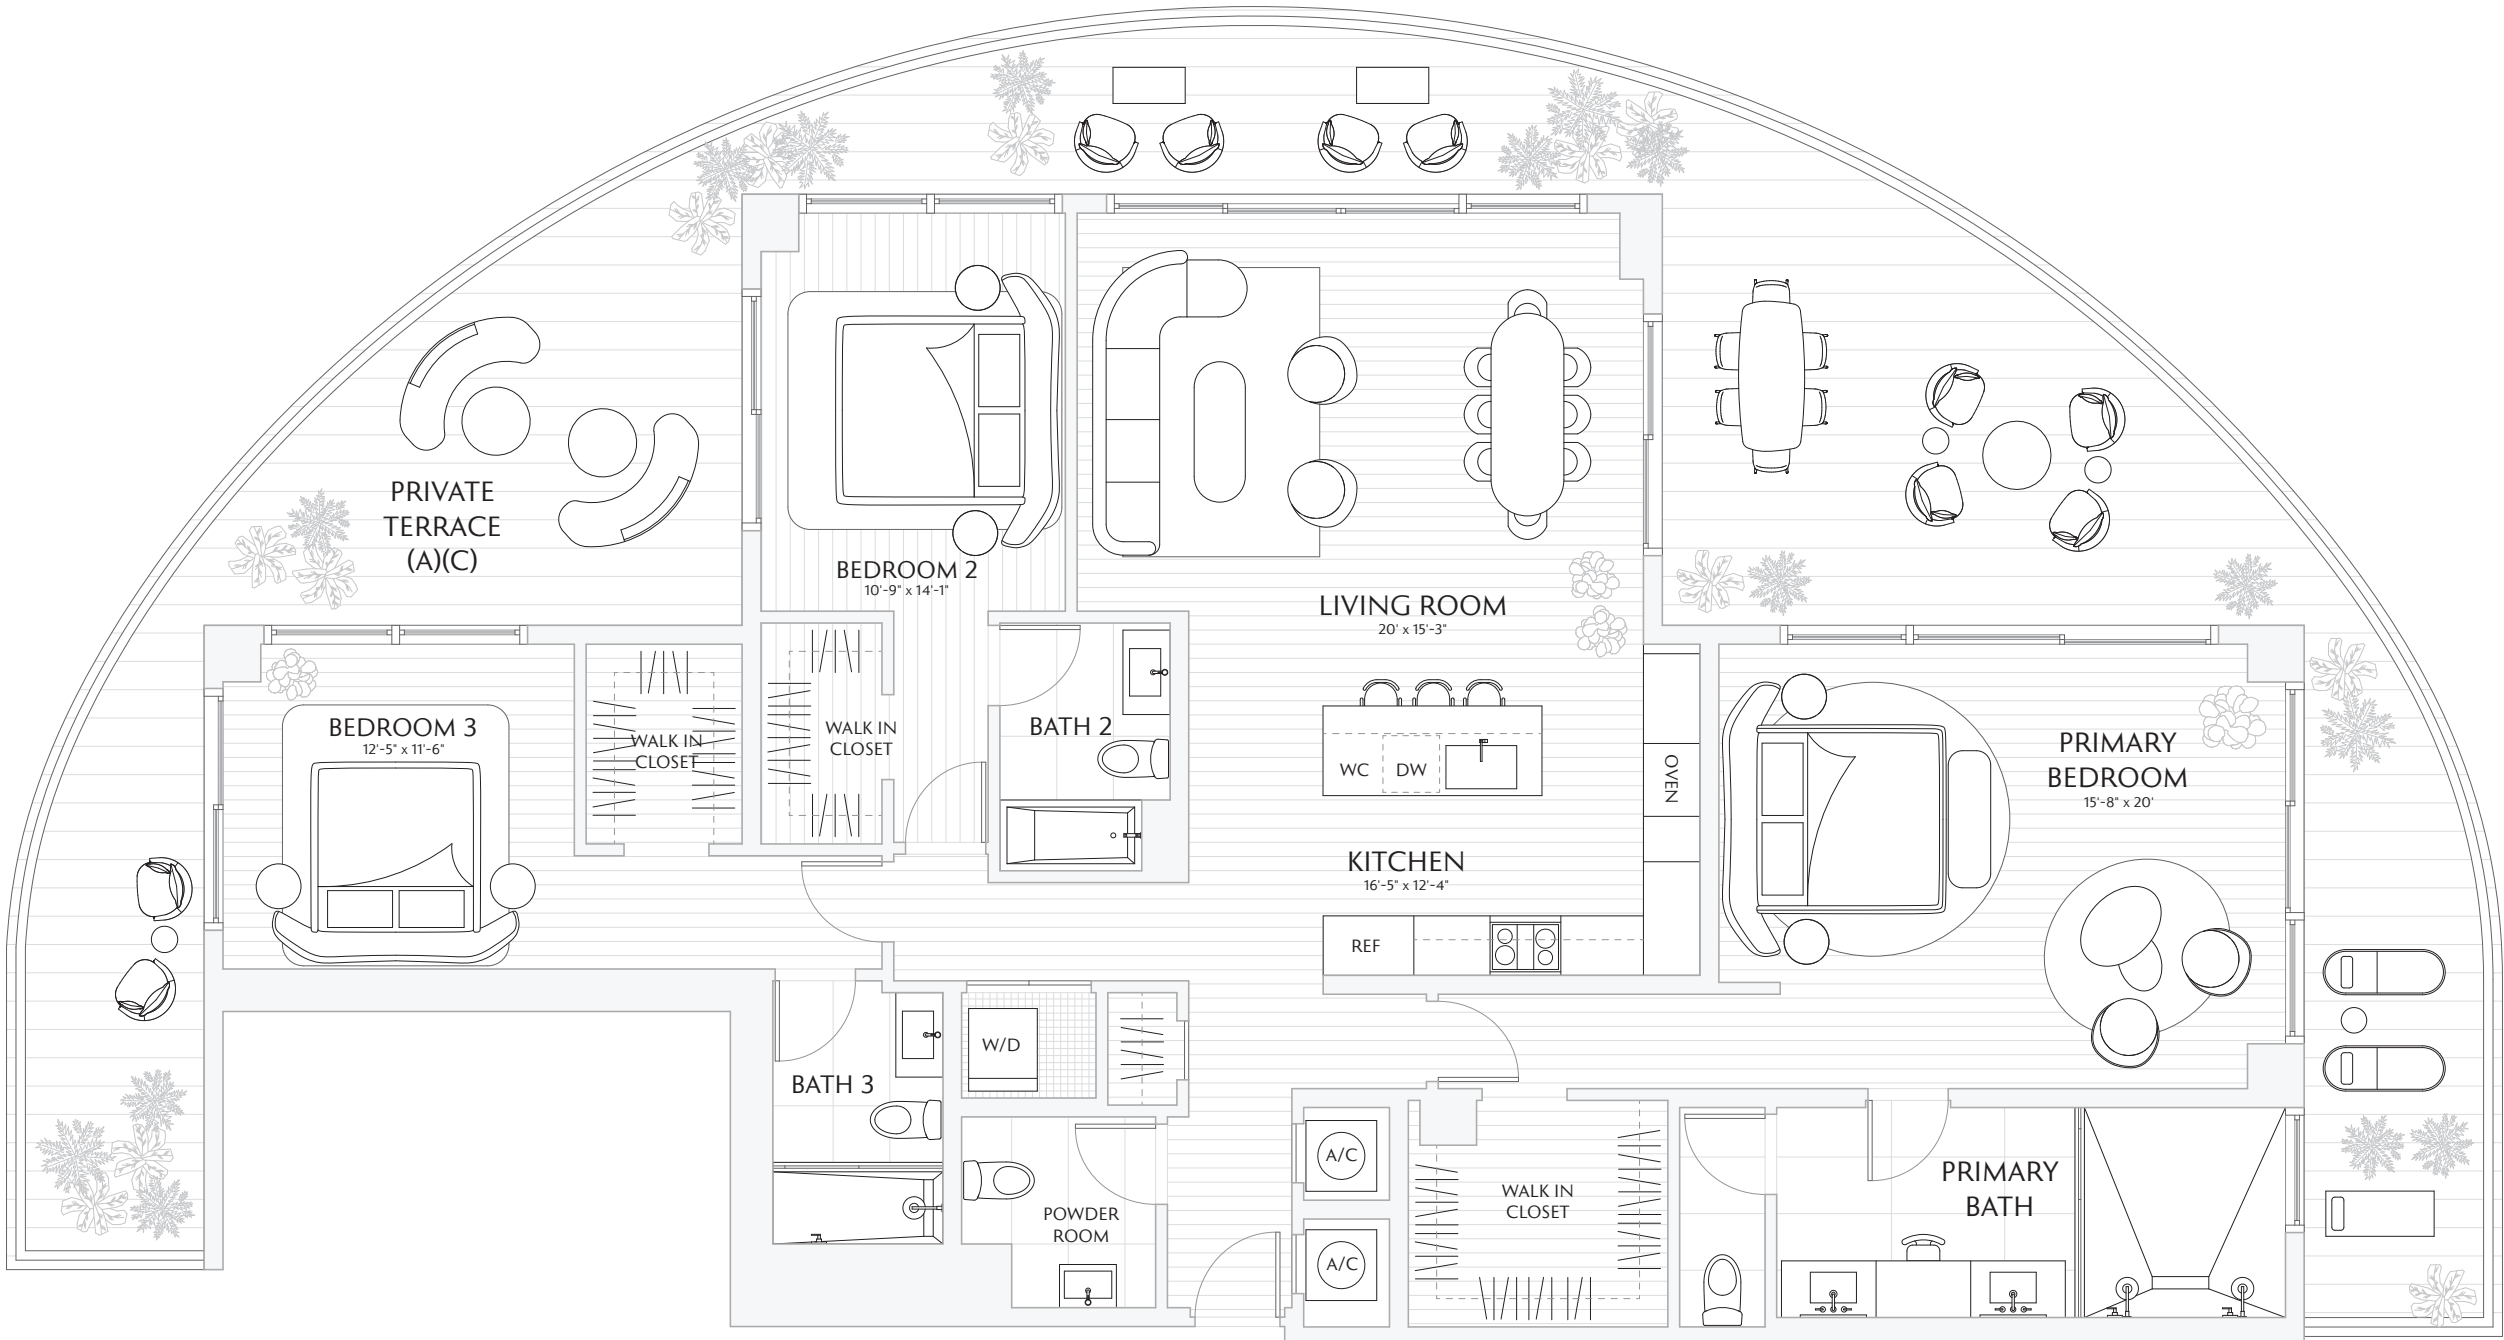 PRIVATE
TERRACE
(A)(C)
BEDROOM 2
10'-9" x 14'-1"
LIVING ROOM
20' x 15'-3"
BEDROOM 3
12'-5" x 11'-6"
WALK IN
CLOSET
WALK IN
CLOSET
BATH 2
WC
DW
OVEN
PRIMARY
BEDROOM
15'-8" x 20'
KITCHEN
16'-5" x 12'-4"
REF
W/D
BATH 3
POWDER
ROOM
A/C
A/C
WALK IN
CLOSET
PRIMARY
BATH